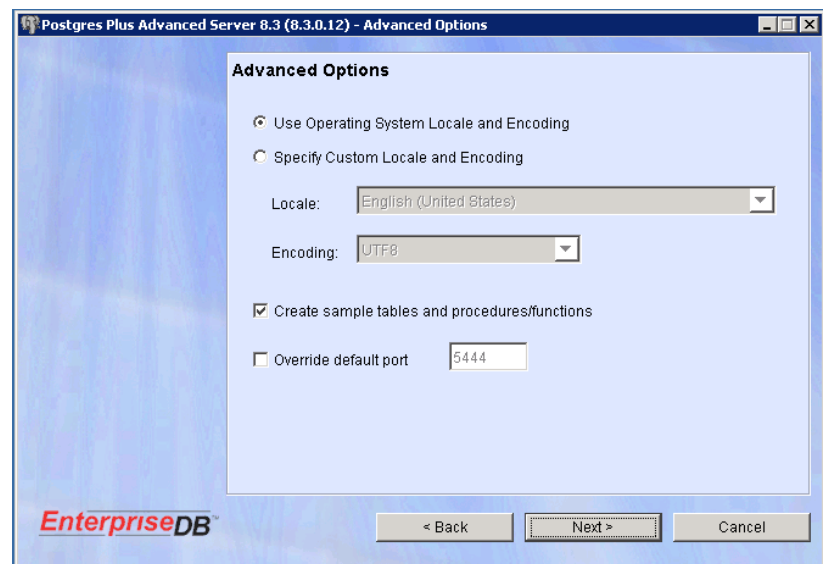 Postgres Plus Advanced Server 8.3 (8.3.0.12) - Advanced Options
Advanced Options
Use Operating System Locale and Encoding
Specify Custom Locale and Encoding
Locale: English (United States)
Encoding: UTF8
Create sample tables and procedures/functions
Override default port 5444
EnterpriseDB™
< Back Next > Cancel